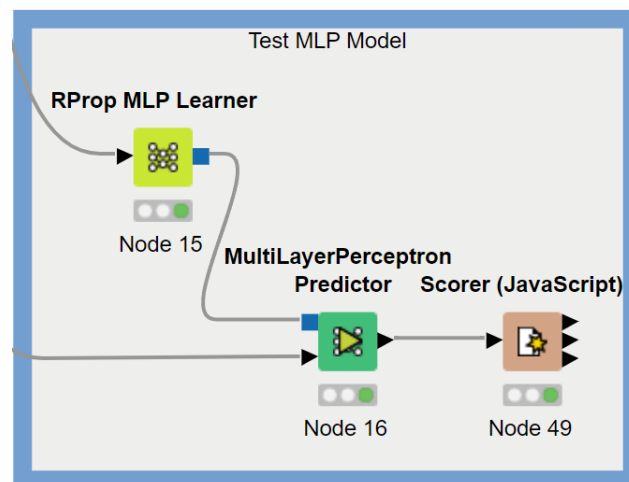 Test MLP Model
RProp MLP Learner
Node 15
MultiLayerPerceptron
Predictor
Scorer (JavaScript)
Node 16
Node 49